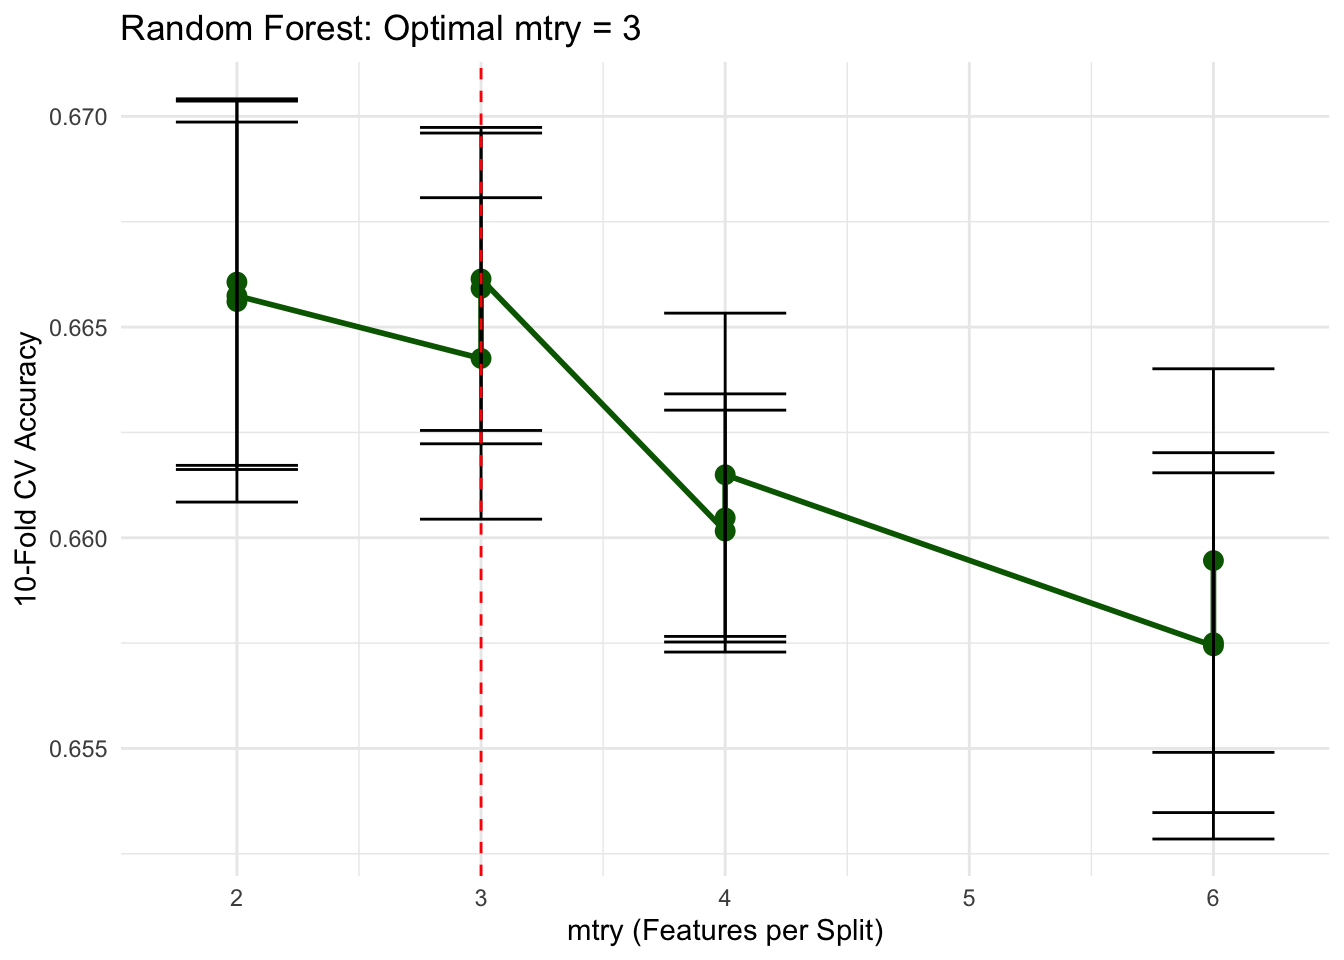 Random Forest: Optimal mtry = 3
10-Fold CV Accuracy
0.670
0.665
0.660
0.655
2 3 4 5 6
mtry (Features per Split)